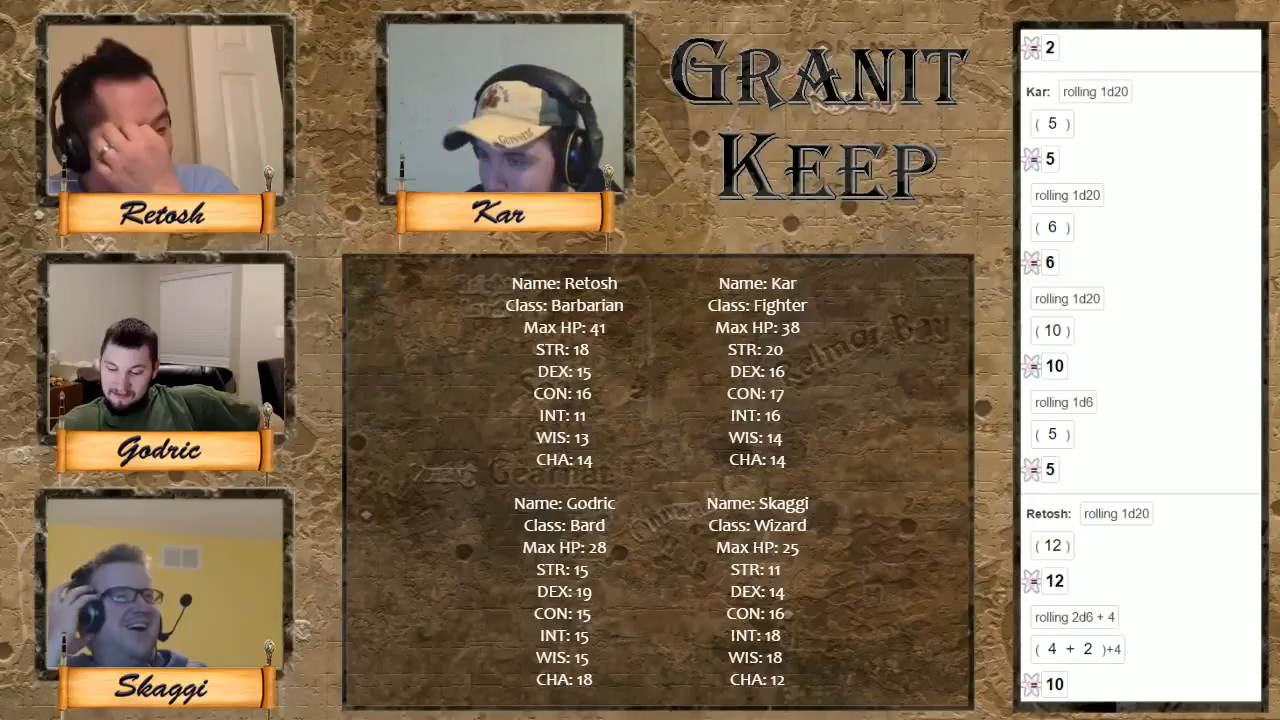 GRANIT
KEEP
Retosh
Kar
Godric
Skaggi
GUINNESS
Name: Retosh
Class: Barbarian
Max HP: 41
STR: 18
DEX: 15
CON: 16
INT: 11
WIS: 13
CHA: 14
Name: Kar
Class: Fighter
Max HP: 38
STR: 20
DEX: 16
CON: 17
INT: 16
WIS: 14
CHA: 14
Name: Godric
Class: Bard
Max HP: 28
STR: 15
DEX: 19
CON: 15
INT: 15
WIS: 15
CHA: 18
Name: Skaggi
Class: Wizard
Max HP: 25
STR: 11
DEX: 14
CON: 16
INT: 18
WIS: 18
CHA: 12
= 2
Kar: rolling 1d20
( 5 )
= 5
rolling 1d20
( 6 )
= 6
rolling 1d20
( 10 )
= 10
rolling 1d6
( 5 )
= 5
Retosh: rolling 1d20
( 12 )
= 12
rolling 2d6 + 4
( 4 + 2 )+4
= 10